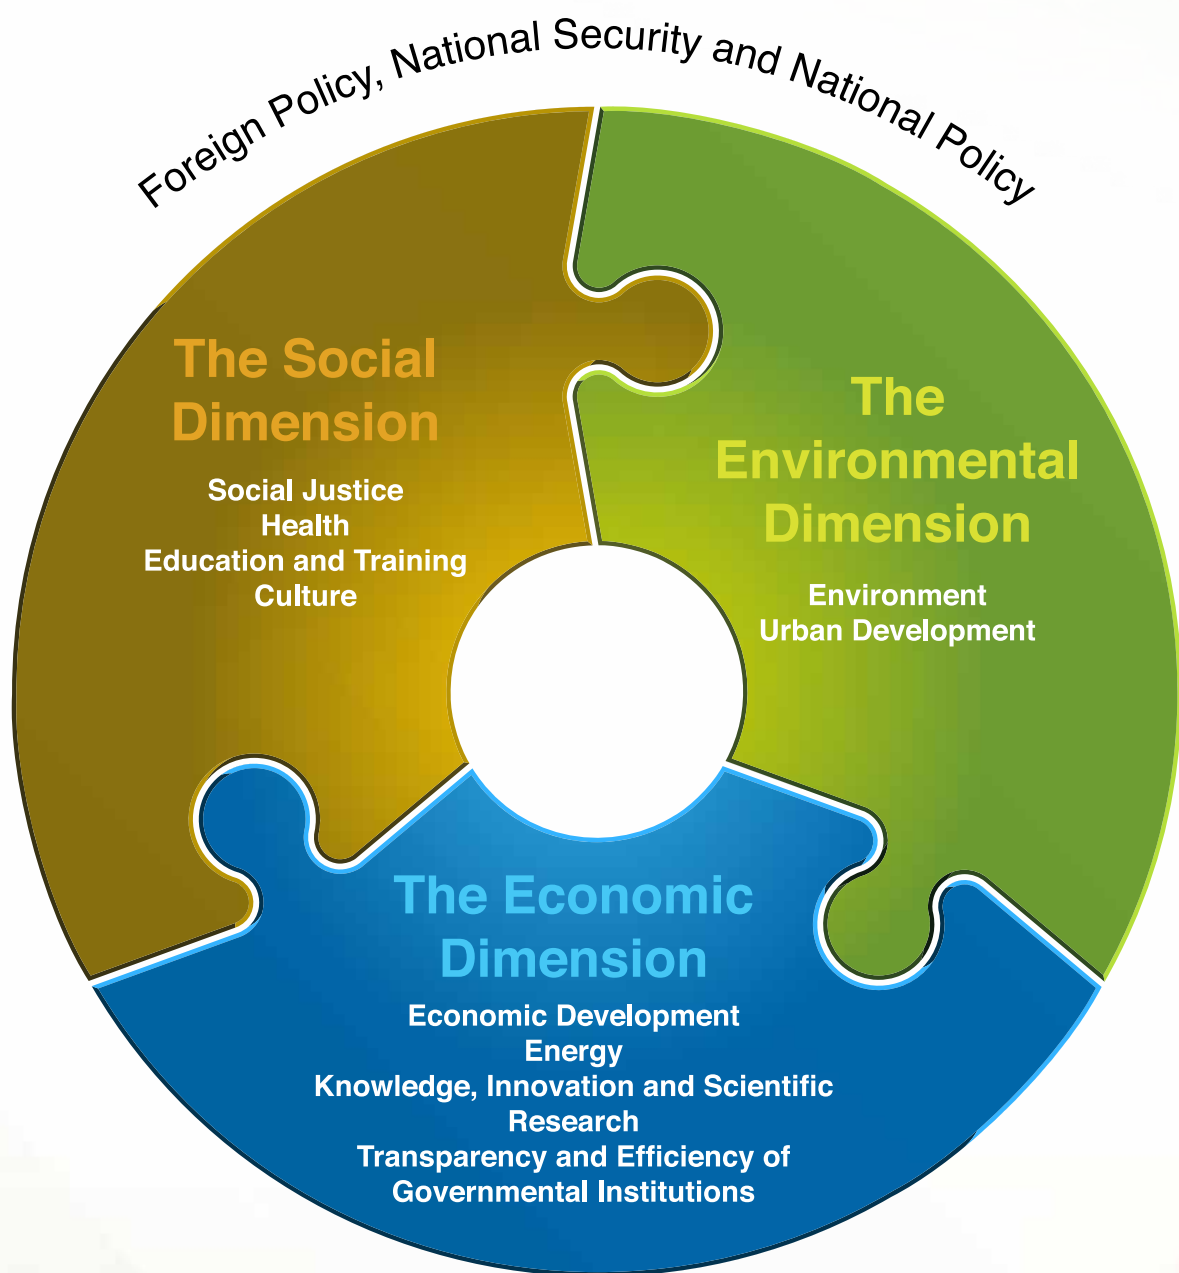 Foreign Policy, National Security and National Policy
The Social
Dimension
Social Justice
Health
Education and Training
Culture
The
Environmental
Dimension
Environment
Urban Development
The Economic
Dimension
Economic Development
Energy
Knowledge, Innovation and Scientific
Research
Transparency and Efficiency of
Governmental Institutions